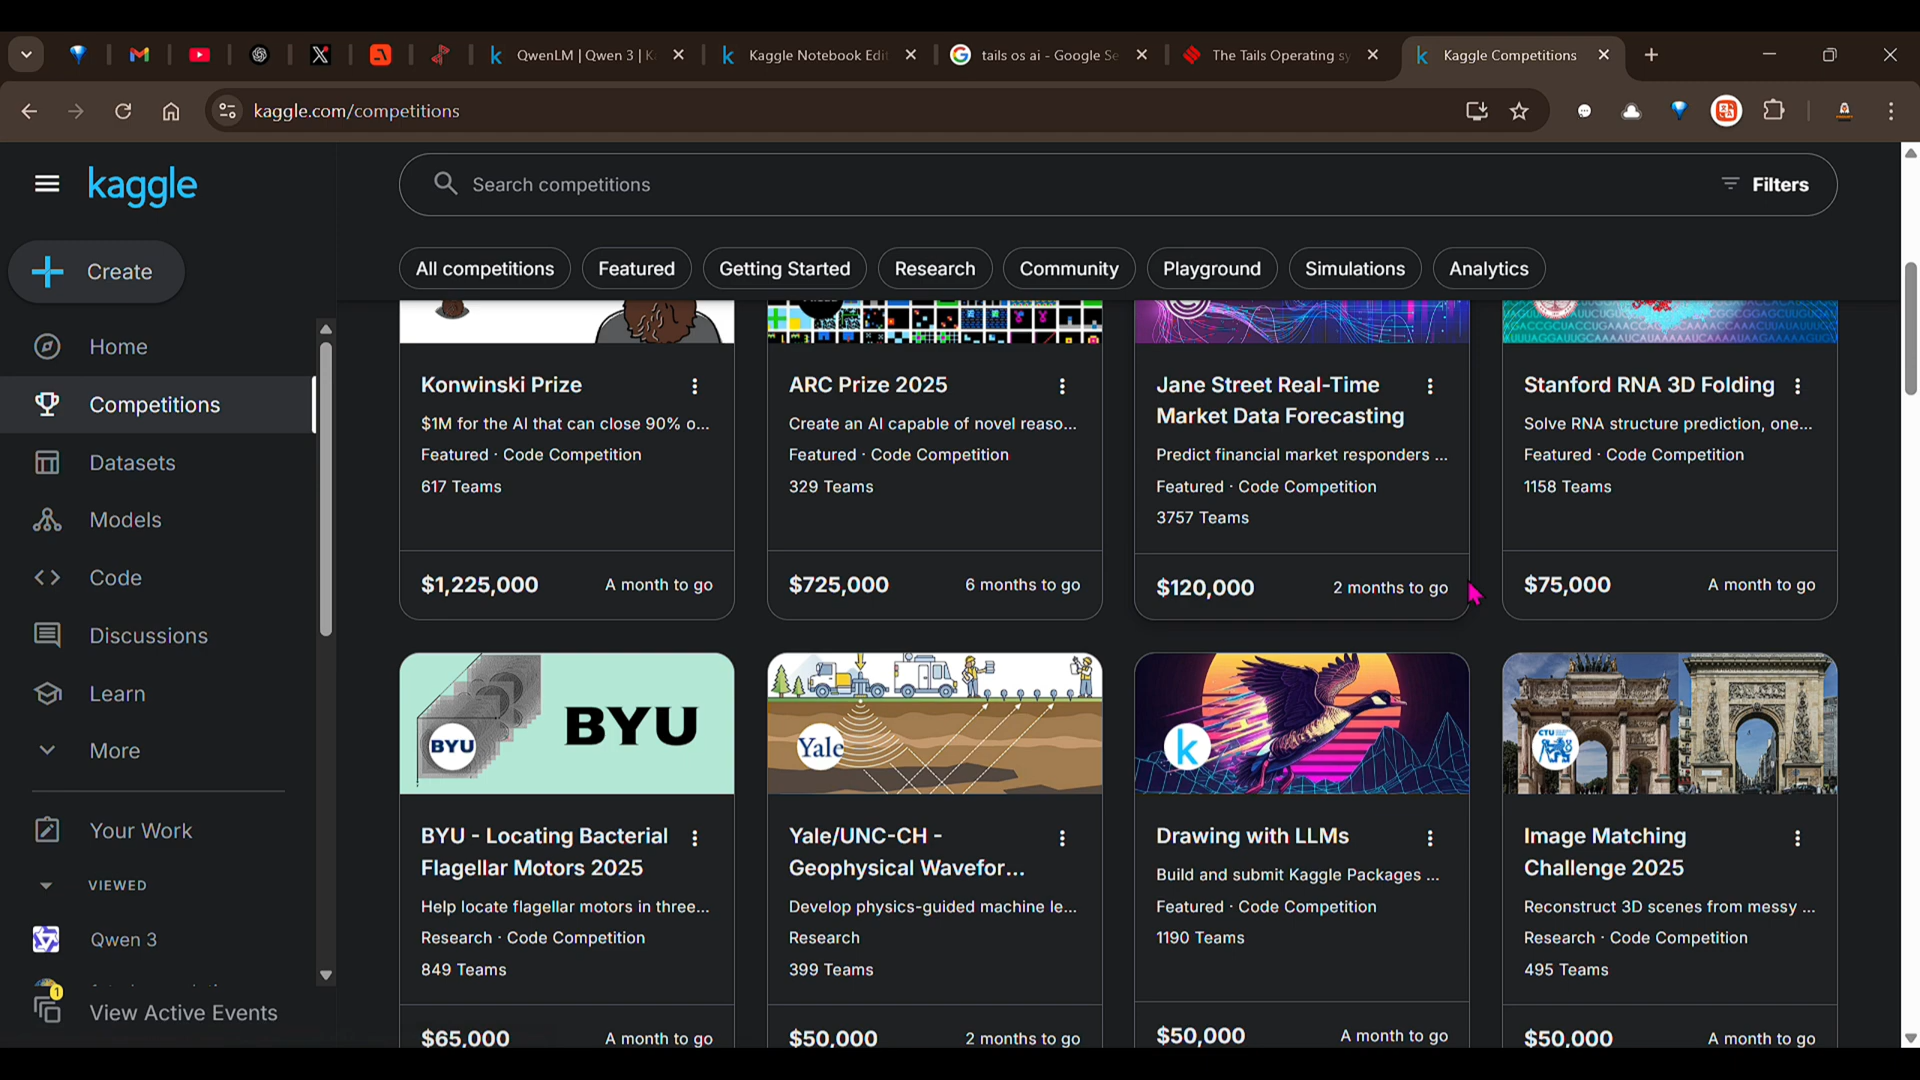 QwenLM | Qwen 3 | K
Kaggle Notebook Edit
tails os ai - Google Se
The Tails Operating sy
Kaggle Competitions
kaggle.com/competitions
kaggle
Search competitions
Filters
Create
All competitions
Featured
Getting Started
Research
Community
Playground
Simulations
Analytics
Home
Competitions
Datasets
Models
Code
Discussions
Learn
More
Your Work
VIEWED
Qwen 3
1
View Active Events
Konwinski Prize
$1M for the AI that can close 90% o...
Featured · Code Competition
617 Teams
$1,225,000
A month to go
ARC Prize 2025
Create an AI capable of novel reaso...
Featured · Code Competition
329 Teams
$725,000
6 months to go
Jane Street Real-Time
Market Data Forecasting
Predict financial market responders ...
Featured · Code Competition
3757 Teams
$120,000
2 months to go
Stanford RNA 3D Folding
Solve RNA structure prediction, one...
Featured · Code Competition
1158 Teams
$75,000
A month to go
BYU
BYU
BYU - Locating Bacterial
Flagellar Motors 2025
Help locate flagellar motors in three...
Research · Code Competition
849 Teams
$65,000
A month to go
Yale
Yale/UNC-CH -
Geophysical Wavefor...
Develop physics-guided machine le...
Research
399 Teams
$50,000
2 months to go
k
Drawing with LLMs
Build and submit Kaggle Packages ...
Featured · Code Competition
1190 Teams
$50,000
A month to go
CTU
Image Matching
Challenge 2025
Reconstruct 3D scenes from messy ...
Research · Code Competition
495 Teams
$50,000
A month to go